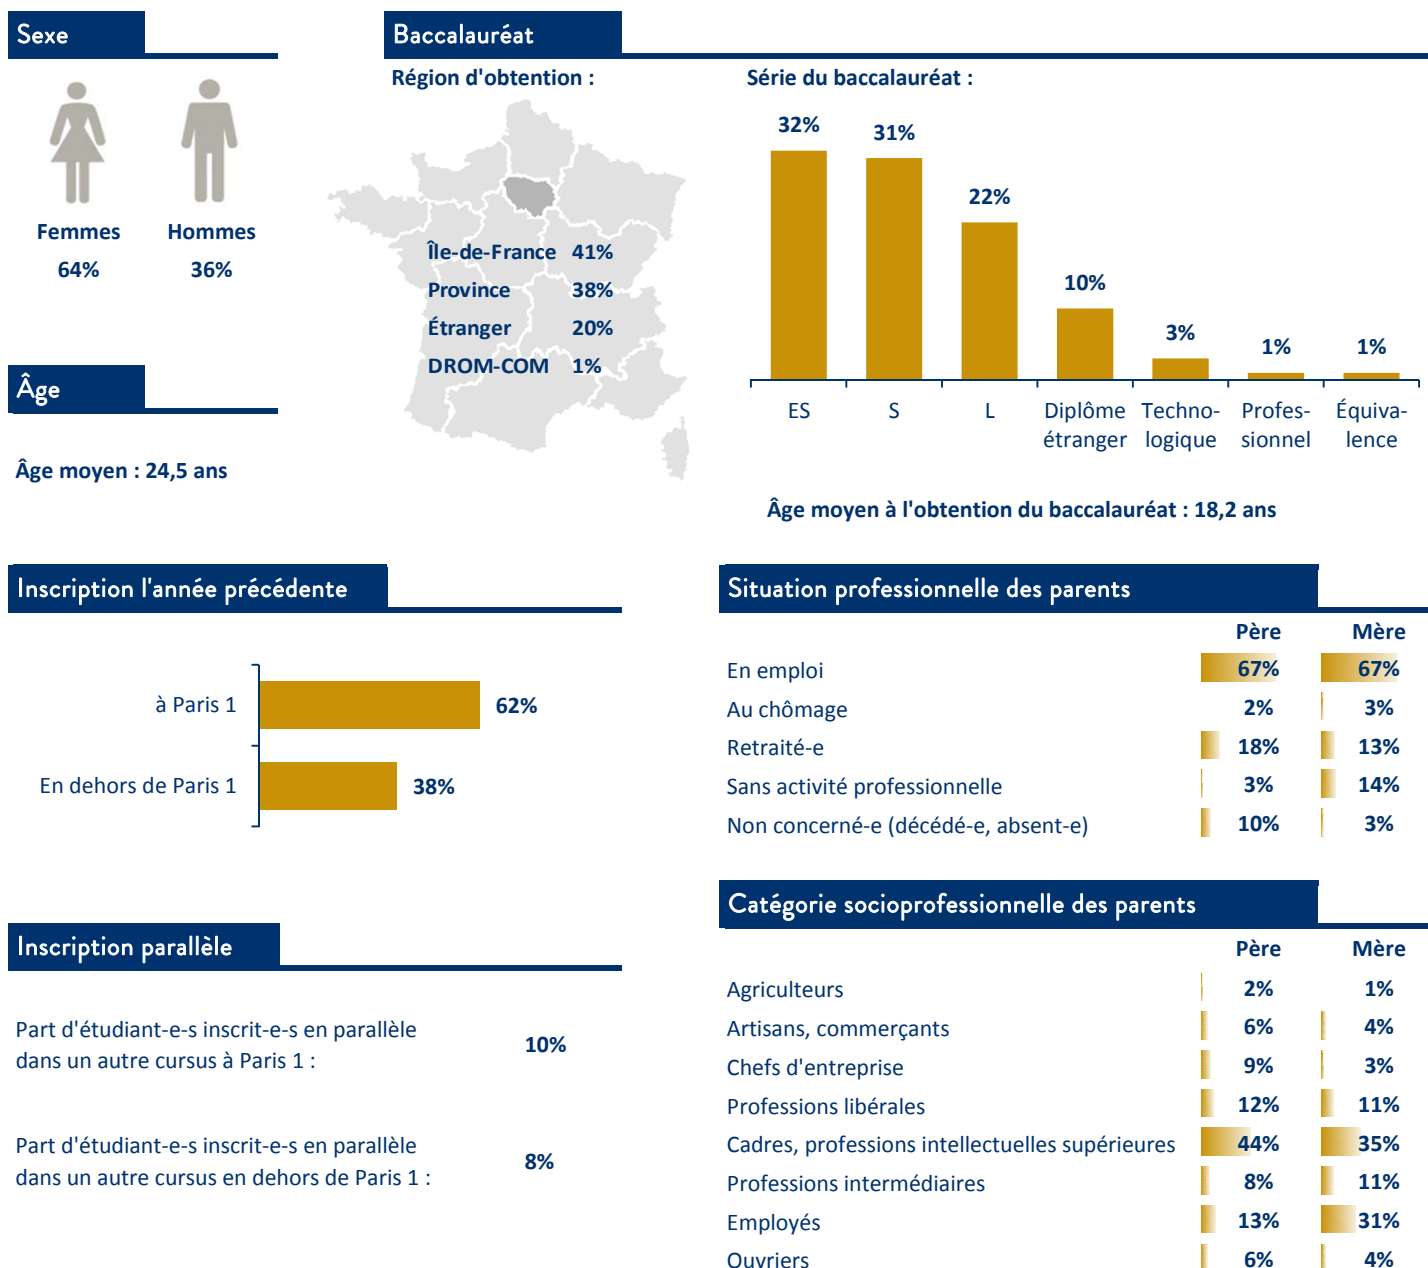 Sexe
Femmes Hommes
64% 36%
Âge
Âge moyen : 24,5 ans
Baccalauréat
Région d'obtention :
Île-de-France 41%
Province 38%
Étranger 20%
DROM-COM 1%
Série du baccalauréat :
32% 31% 22% 10% 3% 1% 1%
ES S L Diplôme Techno- Profes- Équiva-
étranger logique sionnel lence
Âge moyen à l'obtention du baccalauréat : 18,2 ans
Inscription l'année précédente
à Paris 1 62%
En dehors de Paris 1 38%
Inscription parallèle
Part d'étudiant-e-s inscrit-e-s en parallèle
dans un autre cursus à Paris 1 :
10%
Part d'étudiant-e-s inscrit-e-s en parallèle
dans un autre cursus en dehors de Paris 1 :
8%
Situation professionnelle des parents
Père Mère
En emploi 67% 67%
Au chômage 2% 3%
Retraité-e 18% 13%
Sans activité professionnelle 3% 14%
Non concerné-e (décédé-e, absent-e) 10% 3%
Catégorie socioprofessionnelle des parents
Père Mère
Agriculteurs 2% 1%
Artisans, commerçants 6% 4%
Chefs d'entreprise 9% 3%
Professions libérales 12% 11%
Cadres, professions intellectuelles supérieures 44% 35%
Professions intermédiaires 8% 11%
Employés 13% 31%
Ouvriers 6% 4%